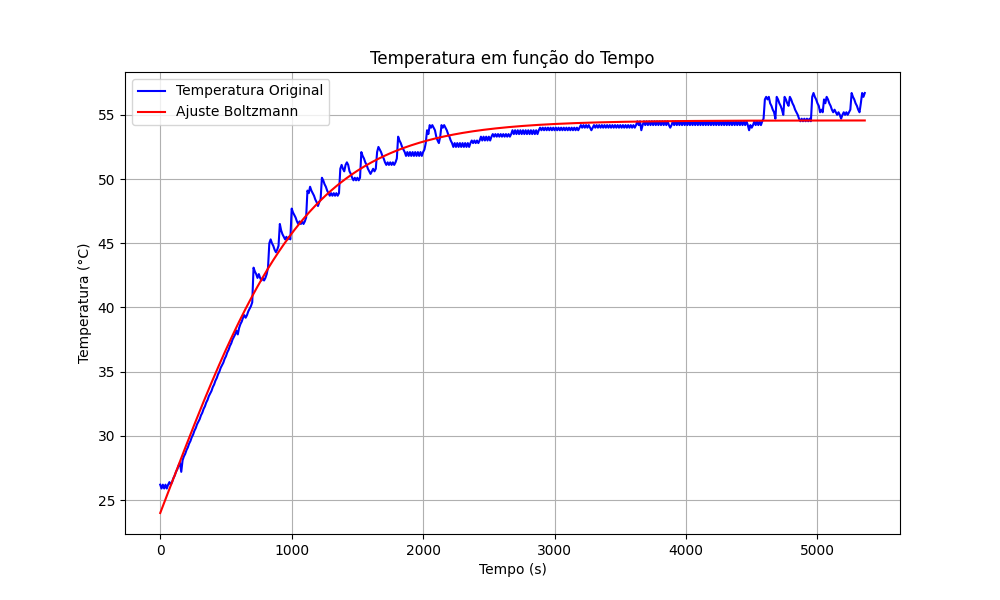 Temperatura em função do Tempo
Temperatura Original
Ajuste Boltzmann
Temperatura (°C)
55
50
45
40
35
30
25
0 1000 2000 3000 4000 5000
Tempo (s)